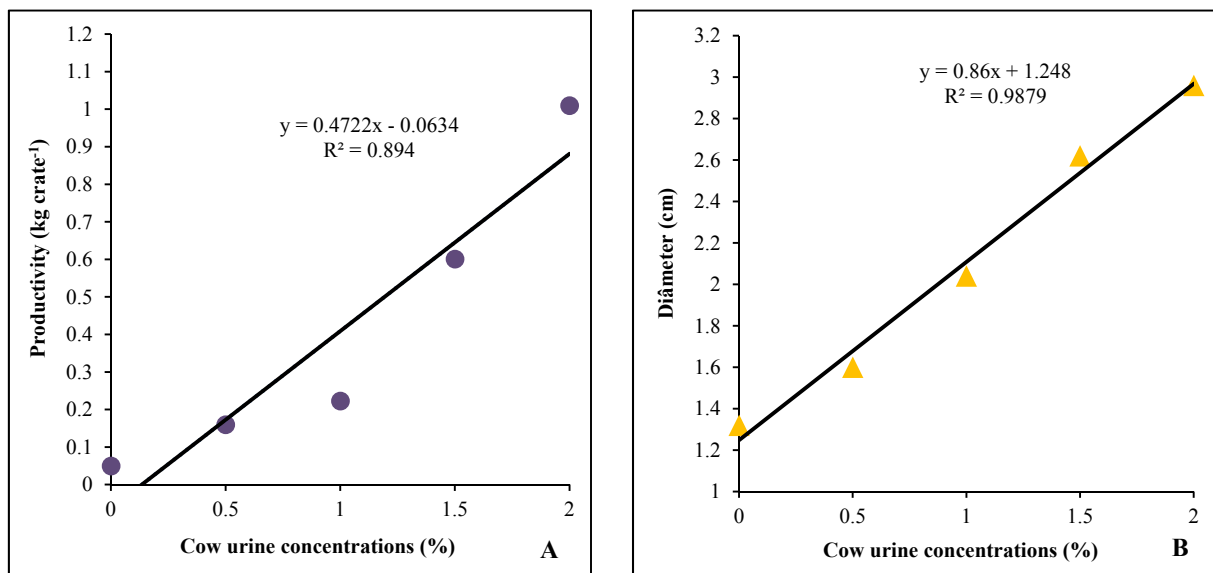 1.2
1.1
1
0.9
0.8
0.7
0.6
0.5
0.4
0.3
0.2
0.1
0
Productivity (kg crate⁻¹)
y = 0.4722x - 0.0634
R² = 0.894
0 0.5 1 1.5 2
Cow urine concentrations (%)
A
3.2
3
2.8
2.6
2.4
2.2
2
1.8
1.6
1.4
1.2
1
Diâmeter (cm)
y = 0.86x + 1.248
R² = 0.9879
0 0.5 1 1.5 2
Cow urine concentrations (%)
B